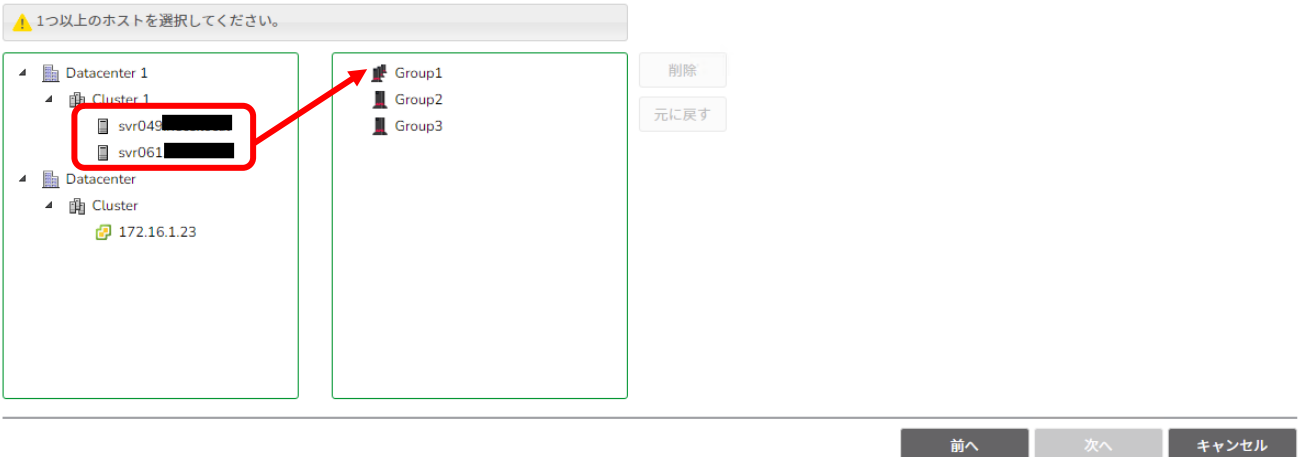 1つ以上のホストを選択してください。
Datacenter 1
Cluster 1
svr049
svr061
Datacenter
Cluster
172.16.1.23
Group1
Group2
Group3
削除
元に戻す
前へ
次へ
キャンセル